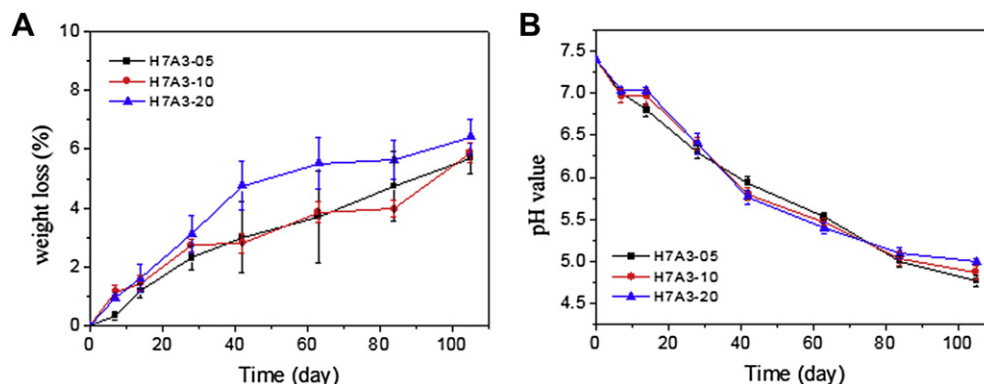 A
10
8
6
4
2
0
weight loss (%)
H7A3-05
H7A3-10
H7A3-20
0 20 40 60 80 100
Time (day)
B
7.5
7.0
6.5
6.0
5.5
5.0
4.5
pH value
H7A3-05
H7A3-10
H7A3-20
0 20 40 60 80 100
Time (day)